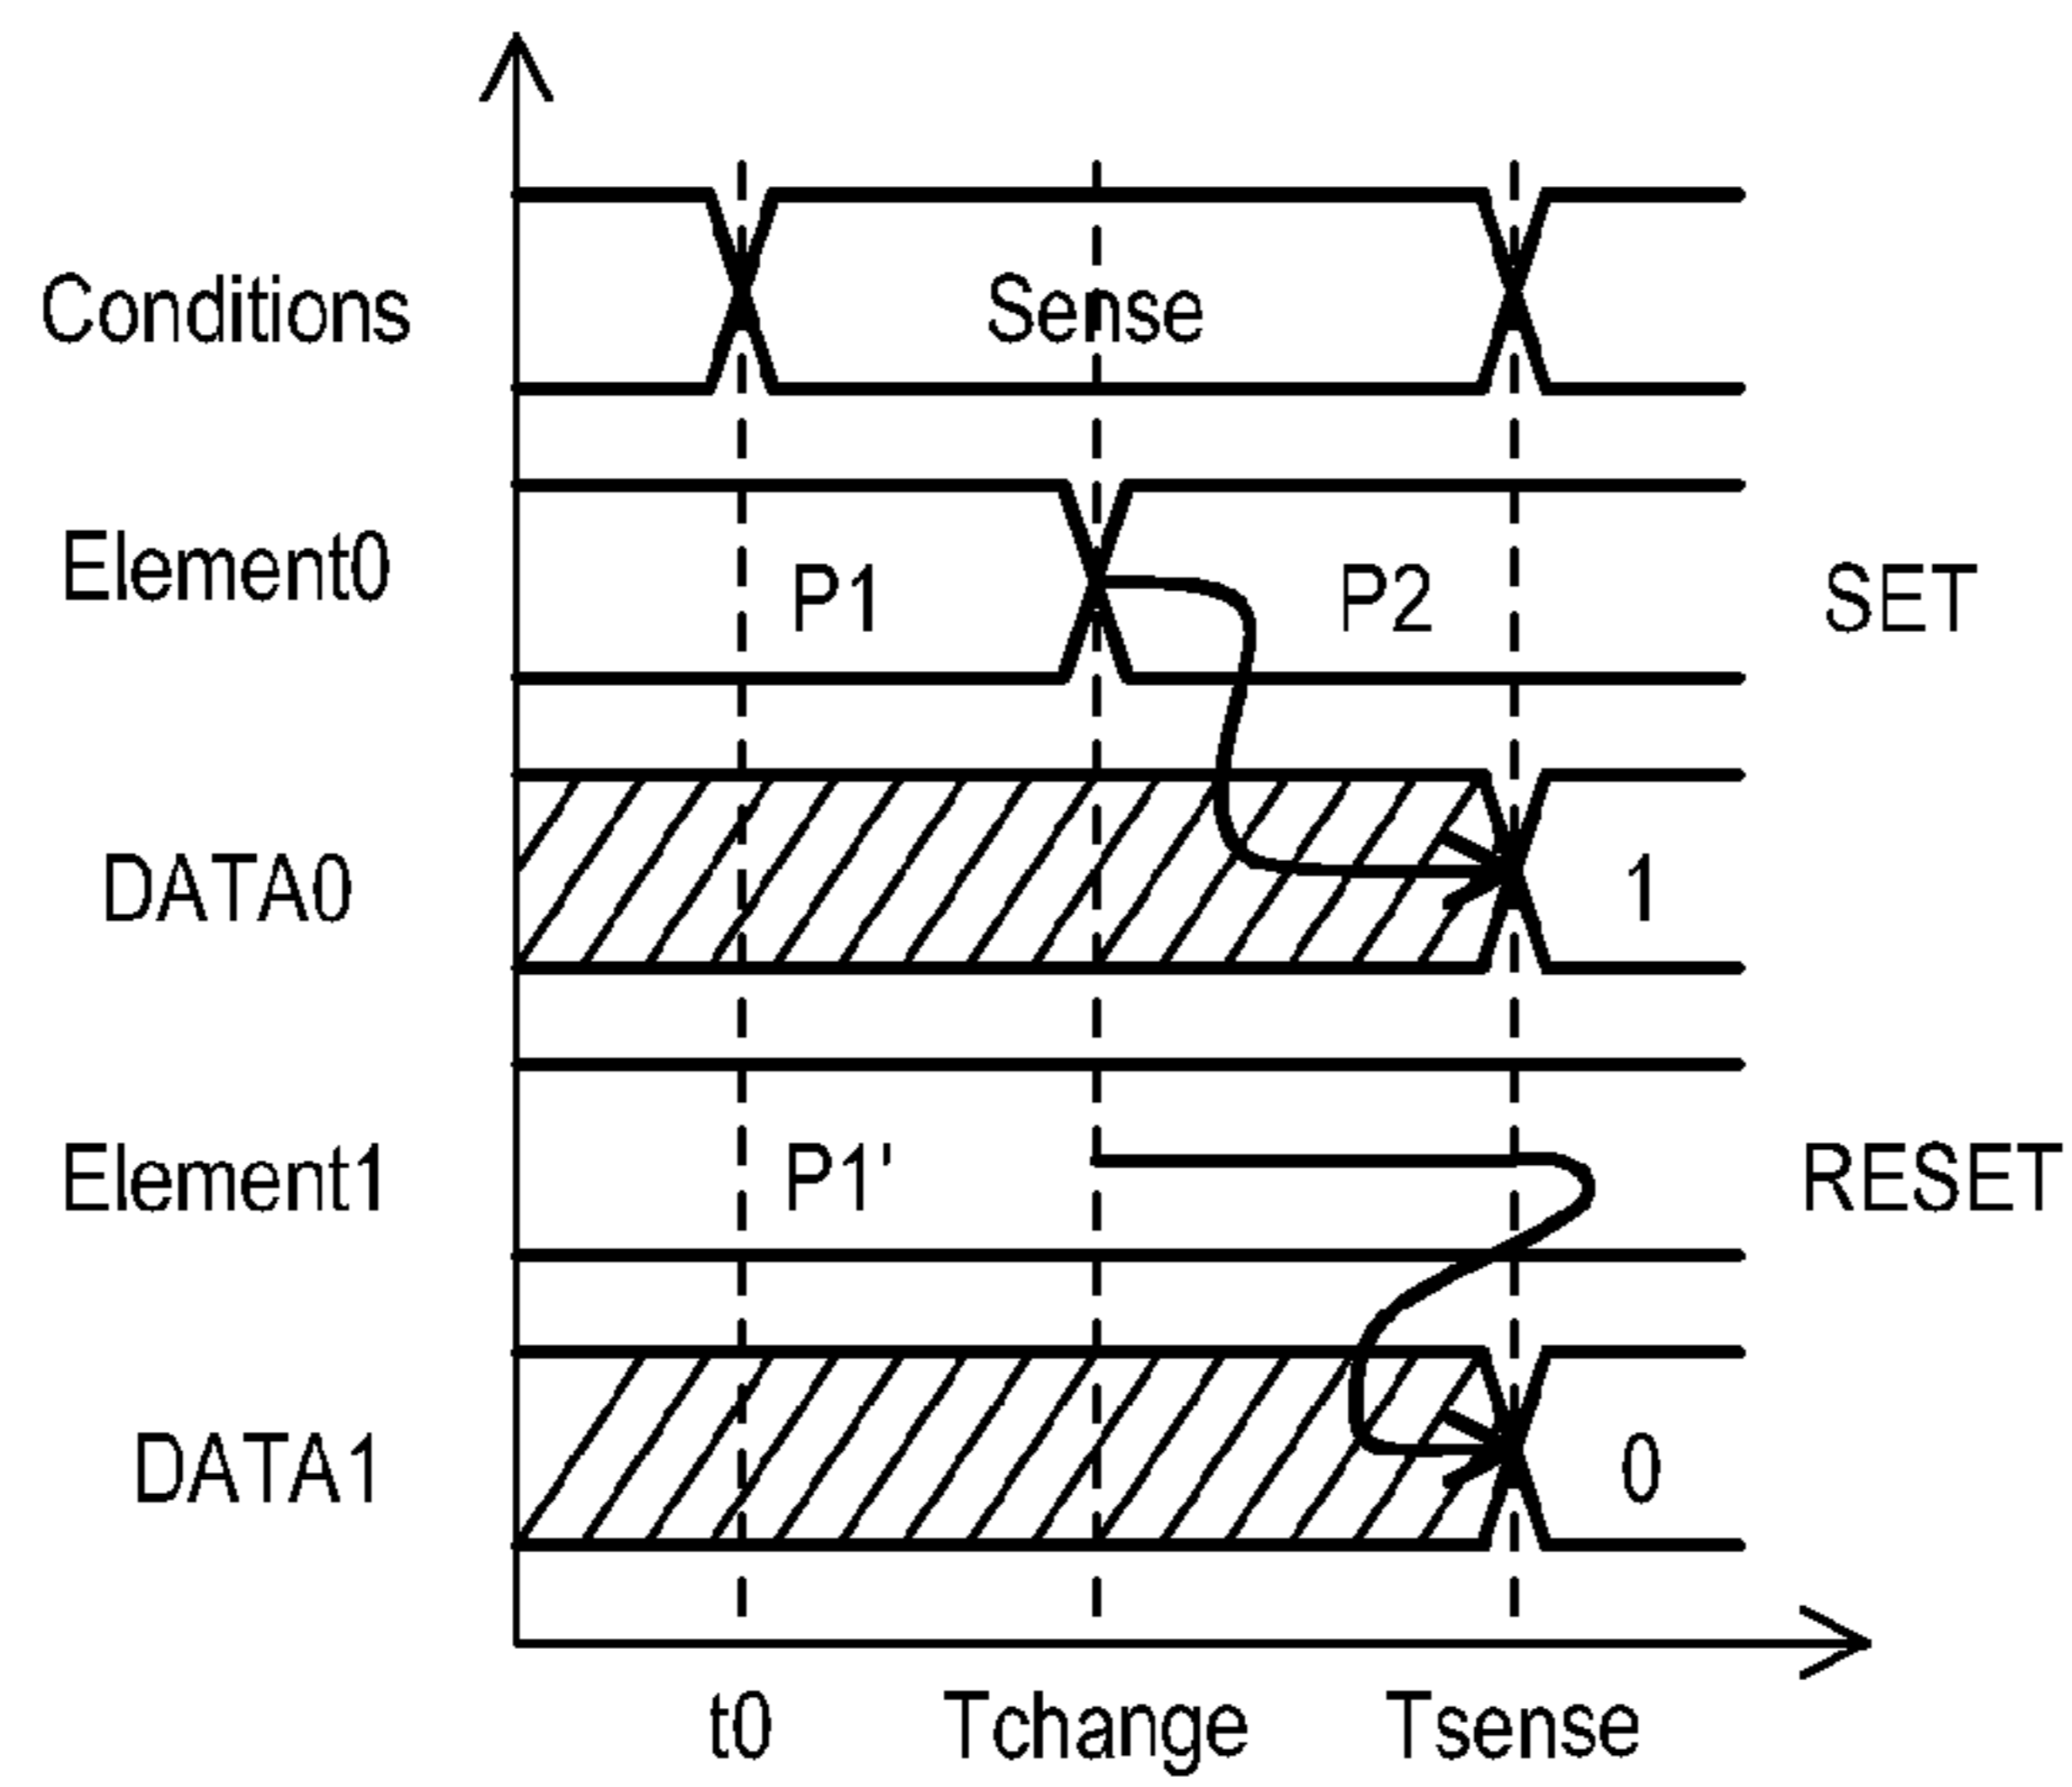 Conditions Sense
Element0 P1 P2 SET
DATA0 1
Element1 P1' RESET
DATA1 0
t0 Tchange Tsense